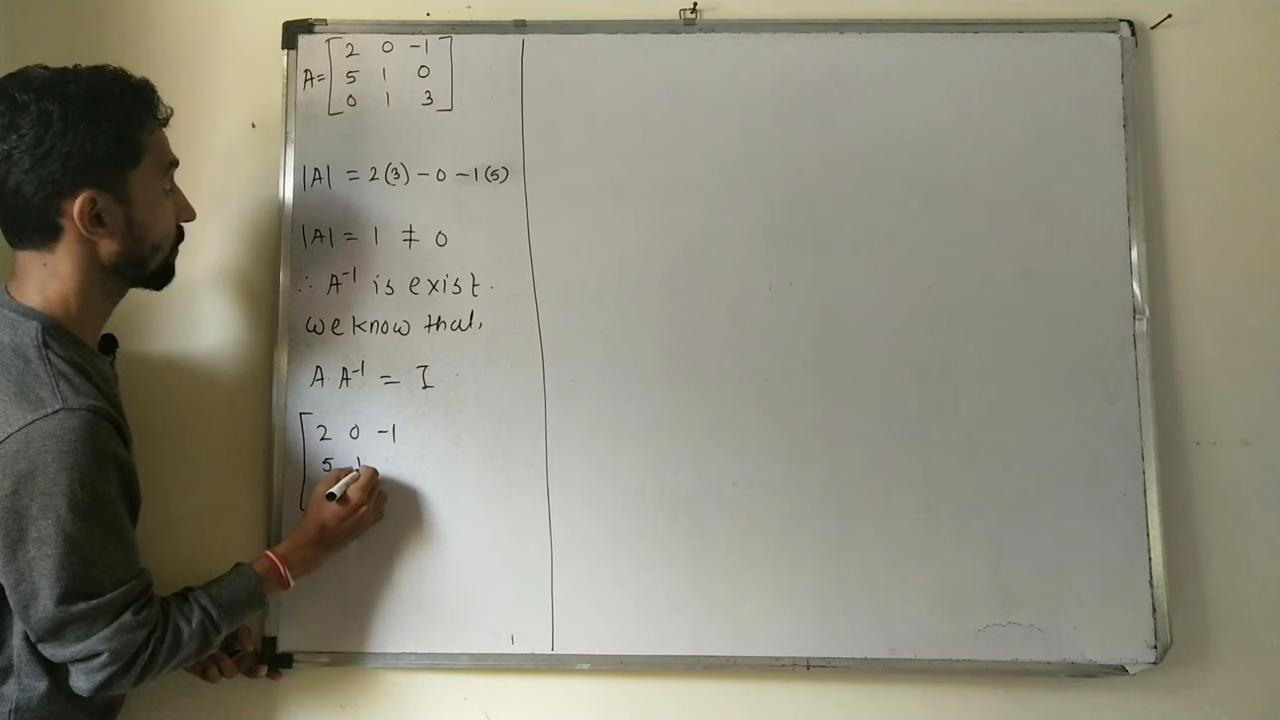 A = [ 2 0 -1
5 1 0
0 1 3 ]
|A| = 2(3) - 0 - 1(5)
|A| = 1 ≠ 0
∴ A⁻¹ is exist.
we know that,
A A⁻¹ = I
[ 2 0 -1
5 1